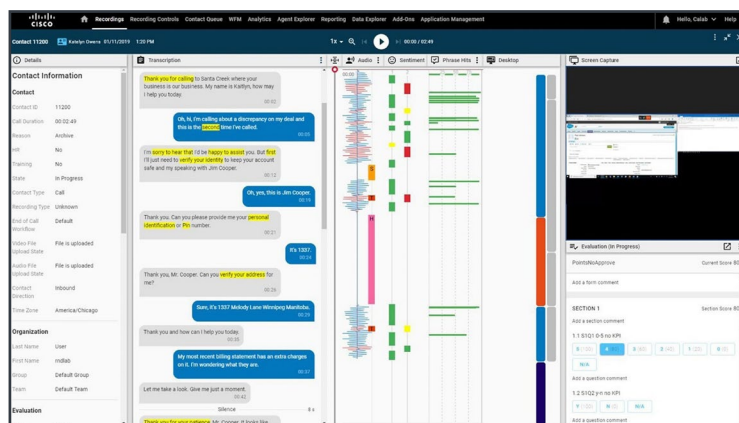 CISCO
Recordings Recording Controls Contact Queue WFM Analytics Agent Explorer Reporting Data Explorer Add-Ons Application Management
Hello, Calab
Help
Contact 11200 Katelyn Owens 01/11/2019 1:20 PM
1x
00:00 / 02:49
Details
Contact Information
Contact
Contact ID 11200
Call Duration 00:02:49
Reason Archive
HR No
Training No
State In Progress
Contact Type Call
Recording Type Unknown
End of Call Workflow Default
Video File Upload State File is uploaded
Audio File Upload State File is uploaded
Contact Direction Inbound
Time Zone America/Chicago
Organization
Last Name User
First Name mdlab
Group Default Group
Team Default Team
Evaluation
Transcription
Thank you for calling to Santa Creek where your
business is our business. My name is Kaitlyn, how may
I help you today.
00:02
Oh, hi, I'm calling about a discrepancy on my deal and
this is the second time I've called.
I'm sorry to hear that I'd be happy to assist you. But first
I'll just need to verify your identity to keep your account
safe and my speaking with Jim Cooper.
00:12
Oh, yes, this is Jim Cooper.
00:19
Thank you. Can you please provide me your personal
identification or Pin number.
00:21
It's 1337.
Thank you, Mr. Cooper. Can you verify your address for
me?
Sure, it's 1337 Melody Lane Winnipeg Manitoba.
Thank you and how can I help you today.
My most recent billing statement has an extra charges
on it. I'm wondering what they are.
00:37
Let me take a look. Give me just a moment.
Silence
Thank you for your patience, Mr. Cooper. It looks like
Audio
Sentiment
Phrase Hits
Desktop
00:00
H
Screen Capture
Evaluation (In Progress)
PointsNoApprove
Current Score
Add a form comment
SECTION 1
Section Score
Add a section comment
1.1 S1Q1 0-5 no KPI
N/A
Add a question comment
1.2 S1Q2 y-n no KPI
N/A
Add a question comment